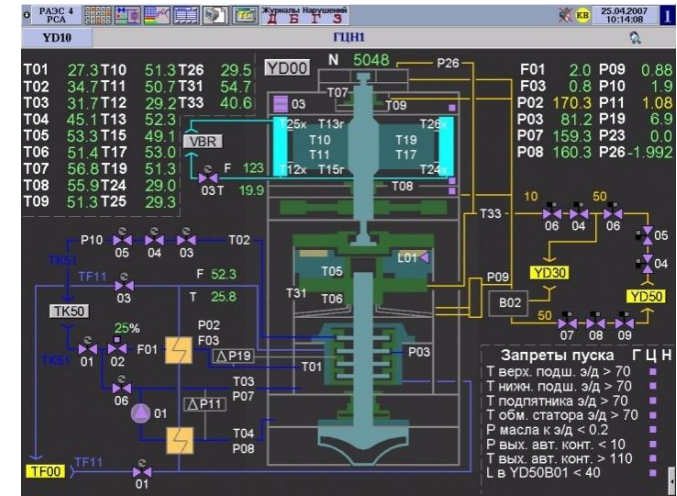 РАЭС 4
РСА
Журналы Нарушений
Д Б Г З
КВ
25.04.2007
10:14:08
1
YD10
ГЦН1
T01 27.3 T10 51.3 T26 29.5
T02 34.7 T11 50.7 T31 54.7
T03 31.7 T12 29.2 T33 40.6
T04 45.1 T13 52.3
T05 53.3 T15 49.1
T06 51.4 T17 53.0
T07 56.8 T19 51.3
T08 55.9 T24 29.0
T09 51.3 T25 29.3
YD00
N 5048
P26
F01 2.0 P09 0.88
F03 0.8 P10 1.9
P02 170.3 P11 1.08
P03 81.2 P19 6.9
P07 159.3 P23 0.0
P08 160.3 P26 -1.992
T07
03
T09
T25x T13г T26x
T10 T19
T11 T17
T12x T15г T24x
VBR
F 123
03 T 19.9
T08
10 50
T33
06 04 06
05
04
P10
05 04 03
T02
TK51
TF11
F 52.3
T 25.8
03
L01
T05
T31 T06
P09
YD30
YD50
B02
50
07 08 09
TK50
25%
P02
F03
TK51
01 02 F01
ΔP19
T01
P03
06
T03
P07
01
ΔP11
T04
P08
TF00
TF11
01
Запреты пуска Г Ц Н
T верх. подш. э/д > 70
T нижн. подш. э/д > 70
T подпятника э/д > 70
T обм. статора э/д > 70
P масла к э/д < 0.2
P вых. авт. конт. < 10
T вых. авт. конт. > 110
L в YD50B01 < 40